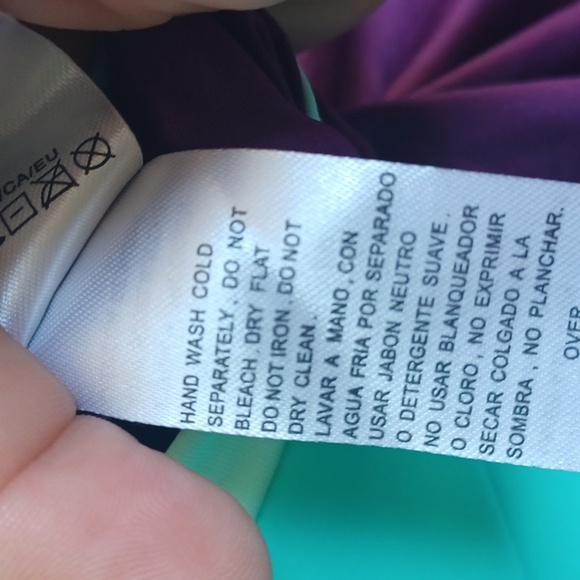 /CA/EU
HAND WASH COLD
SEPARATELY . DO NOT
BLEACH . DRY FLAT
DO NOT IRON . DO NOT
DRY CLEAN.
LAVAR A MANO , CON
AGUA FRIA POR SEPARADO
USAR JABON NEUTRO
O DETERGENTE SUAVE .
NO USAR BLANQUEADOR
O CLORO , NO EXPRIMIR
SECAR COLGADO A LA
SOMBRA , NO PLANCHAR.
OVER